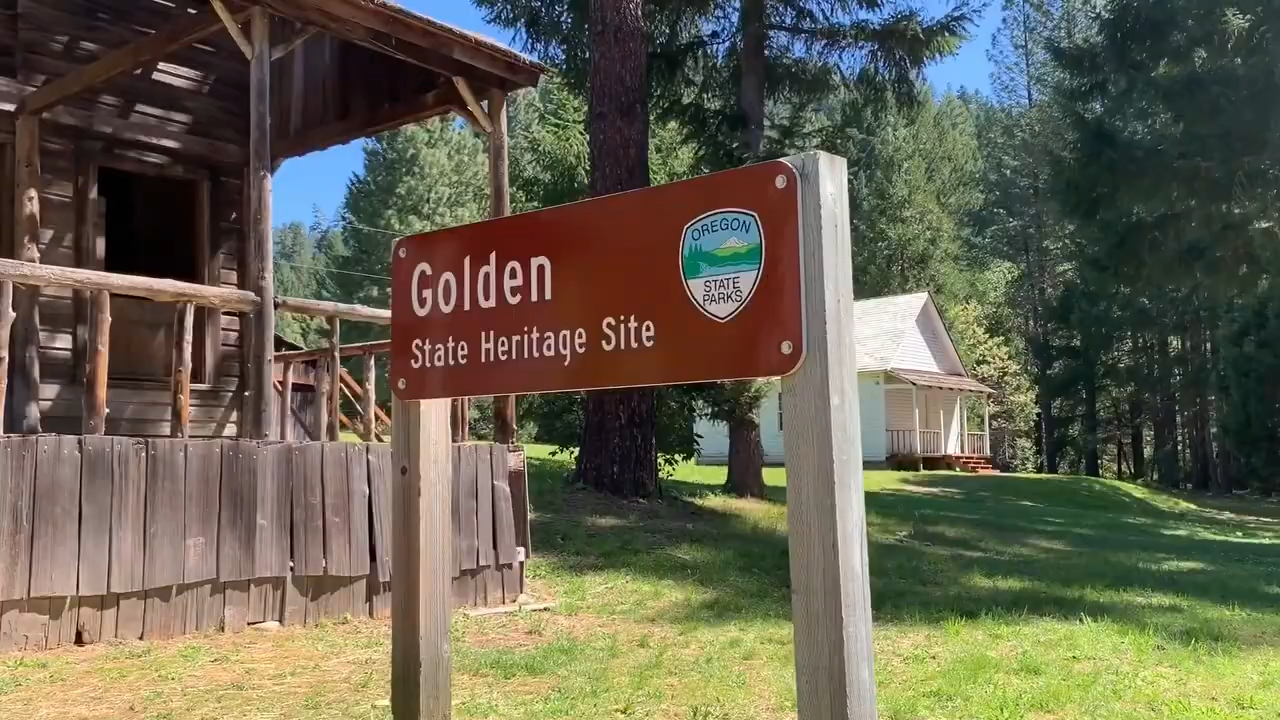 Golden
State Heritage Site
OREGON
STATE
PARKS